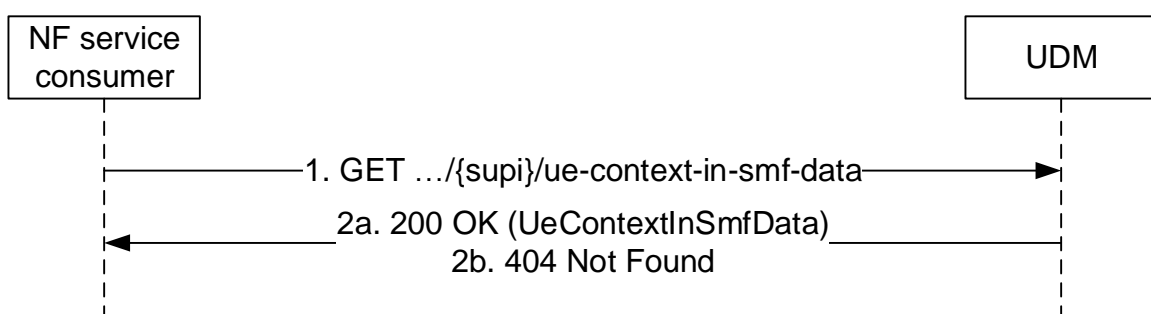 NF service
consumer
UDM
1. GET …/{supi}/ue-context-in-smf-data
2a. 200 OK (UeContextInSmfData)
2b. 404 Not Found